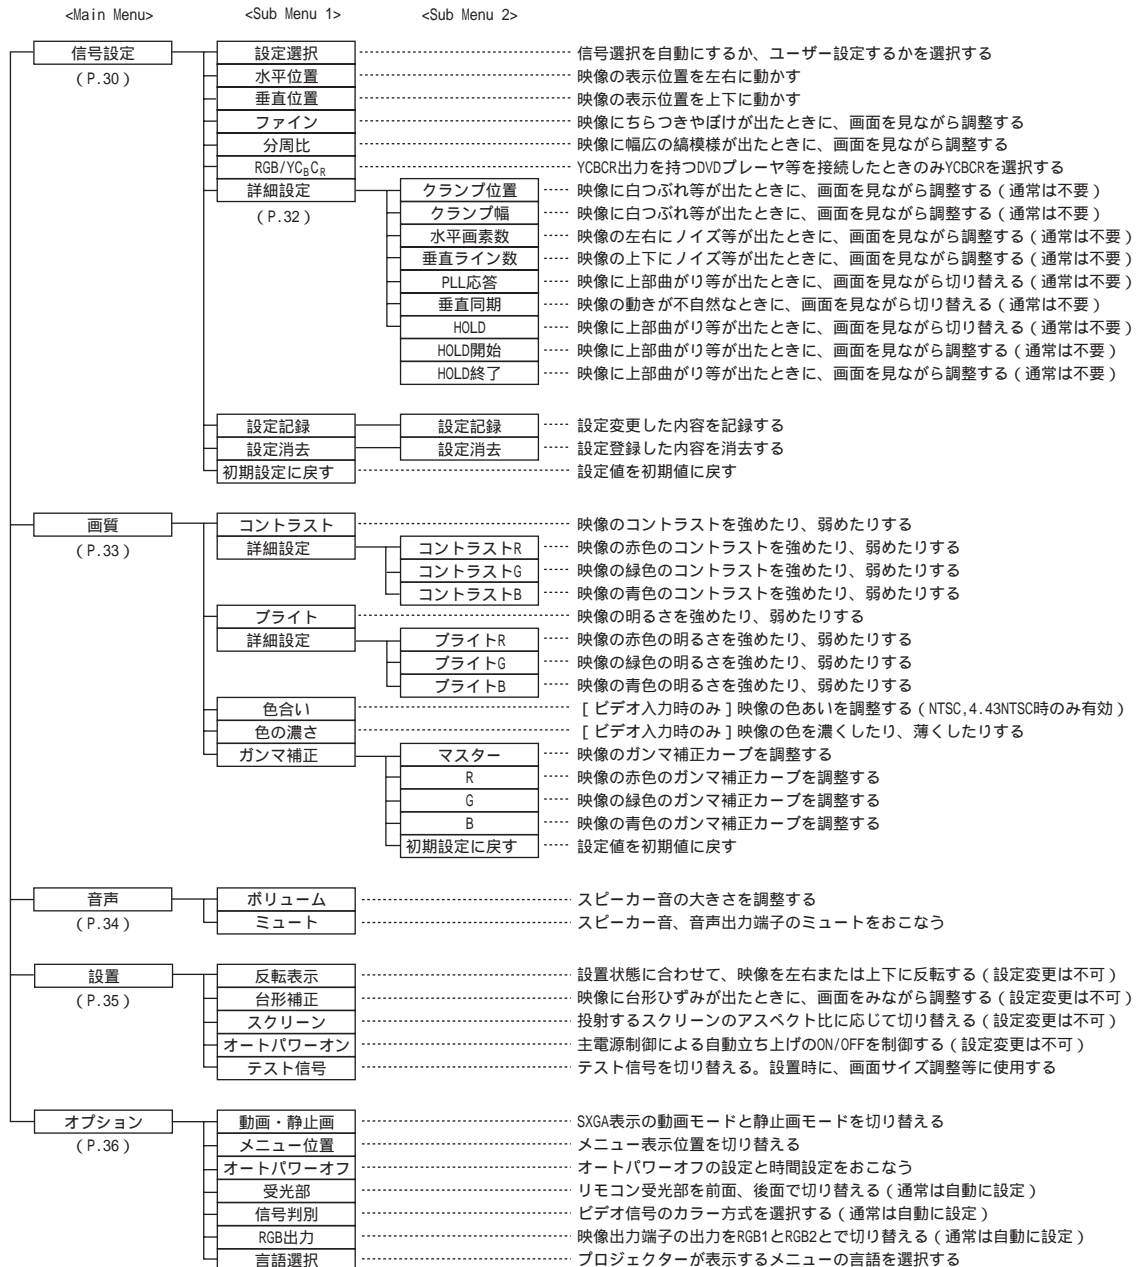 <Main Menu> <Sub Menu 1> <Sub Menu 2>
信号設定 設定選択 信号選択を自動にするか、ユーザー設定するかを選択する
(P.30) 水平位置 映像の表示位置を左右に動かす
垂直位置 映像の表示位置を上下に動かす
ファイン 映像にちらつきやぼけが出たときに、画面を見ながら調整する
分周比 映像に幅広の縞模様が出たときに、画面を見ながら調整する
RGB/YCBCR YCBCR出力を持つDVDプレーヤ等を接続したときのみYCBCRを選択する
詳細設定 クランプ位置 映像に白つぶれ等が出たときに、画面を見ながら調整する(通常は不要)
(P.32) クランプ幅 映像に白つぶれ等が出たときに、画面を見ながら調整する(通常は不要)
水平画素数 映像の左右にノイズ等が出たときに、画面を見ながら調整する(通常は不要)
垂直ライン数 映像の上下にノイズ等が出たときに、画面を見ながら調整する(通常は不要)
PLL応答 映像に上部曲がり等が出たときに、画面を見ながら切り替える(通常は不要)
垂直同期 映像の動きが不自然なときに、画面を見ながら切り替える(通常は不要)
HOLD 映像に上部曲がり等が出たときに、画面を見ながら切り替える(通常は不要)
HOLD開始 映像に上部曲がり等が出たときに、画面を見ながら調整する(通常は不要)
HOLD終了 映像に上部曲がり等が出たときに、画面を見ながら調整する(通常は不要)
設定記録 設定記録 設定変更した内容を記録する
設定消去 設定消去 設定登録した内容を消去する
初期設定に戻す 設定値を初期値に戻す
画質 コントラスト 映像のコントラストを強めたり、弱めたりする
(P.33) 詳細設定 コントラストR 映像の赤色のコントラストを強めたり、弱めたりする
コントラストG 映像の緑色のコントラストを強めたり、弱めたりする
コントラストB 映像の青色のコントラストを強めたり、弱めたりする
ブライト 映像の明るさを強めたり、弱めたりする
詳細設定 ブライトR 映像の赤色の明るさを強めたり、弱めたりする
ブライトG 映像の緑色の明るさを強めたり、弱めたりする
ブライトB 映像の青色の明るさを強めたり、弱めたりする
色合い [ビデオ入力時のみ]映像の色あいを調整する(NTSC,4.43NTSC時のみ有効)
色の濃さ [ビデオ入力時のみ]映像の色を濃くしたり、薄くしたりする
ガンマ補正 マスター 映像のガンマ補正カーブを調整する
R 映像の赤色のガンマ補正カーブを調整する
G 映像の緑色のガンマ補正カーブを調整する
B 映像の青色のガンマ補正カーブを調整する
初期設定に戻す 設定値を初期値に戻す
音声 ボリューム スピーカー音の大きさを調整する
(P.34) ミュート スピーカー音、音声出力端子のミュートをおこなう
設置 反転表示 設置状態に合わせて、映像を左右または上下に反転する(設定変更は不可)
(P.35) 台形補正 映像に台形ひずみが出たときに、画面をみながら調整する(設定変更は不可)
スクリーン 投射するスクリーンのアスペクト比に応じて切り替える(設定変更は不可)
オートパワーオン 主電源制御による自動立ち上げのON/OFFを制御する(設定変更は不可)
テスト信号 テスト信号を切り替える。設置時に、画面サイズ調整等に使用する
オプション 動画・静止画 SXGA表示の動画モードと静止画モードを切り替える
(P.36) メニュー位置 メニュー表示位置を切り替える
オートパワーオフ オートパワーオフの設定と時間設定をおこなう
受光部 リモコン受光部を前面、後面で切り替える(通常は自動に設定)
信号判別 ビデオ信号のカラー方式を選択する(通常は自動に設定)
RGB出力 映像出力端子の出力をRGB1とRGB2とで切り替える(通常は自動に設定)
言語選択 プロジェクターが表示するメニューの言語を選択する